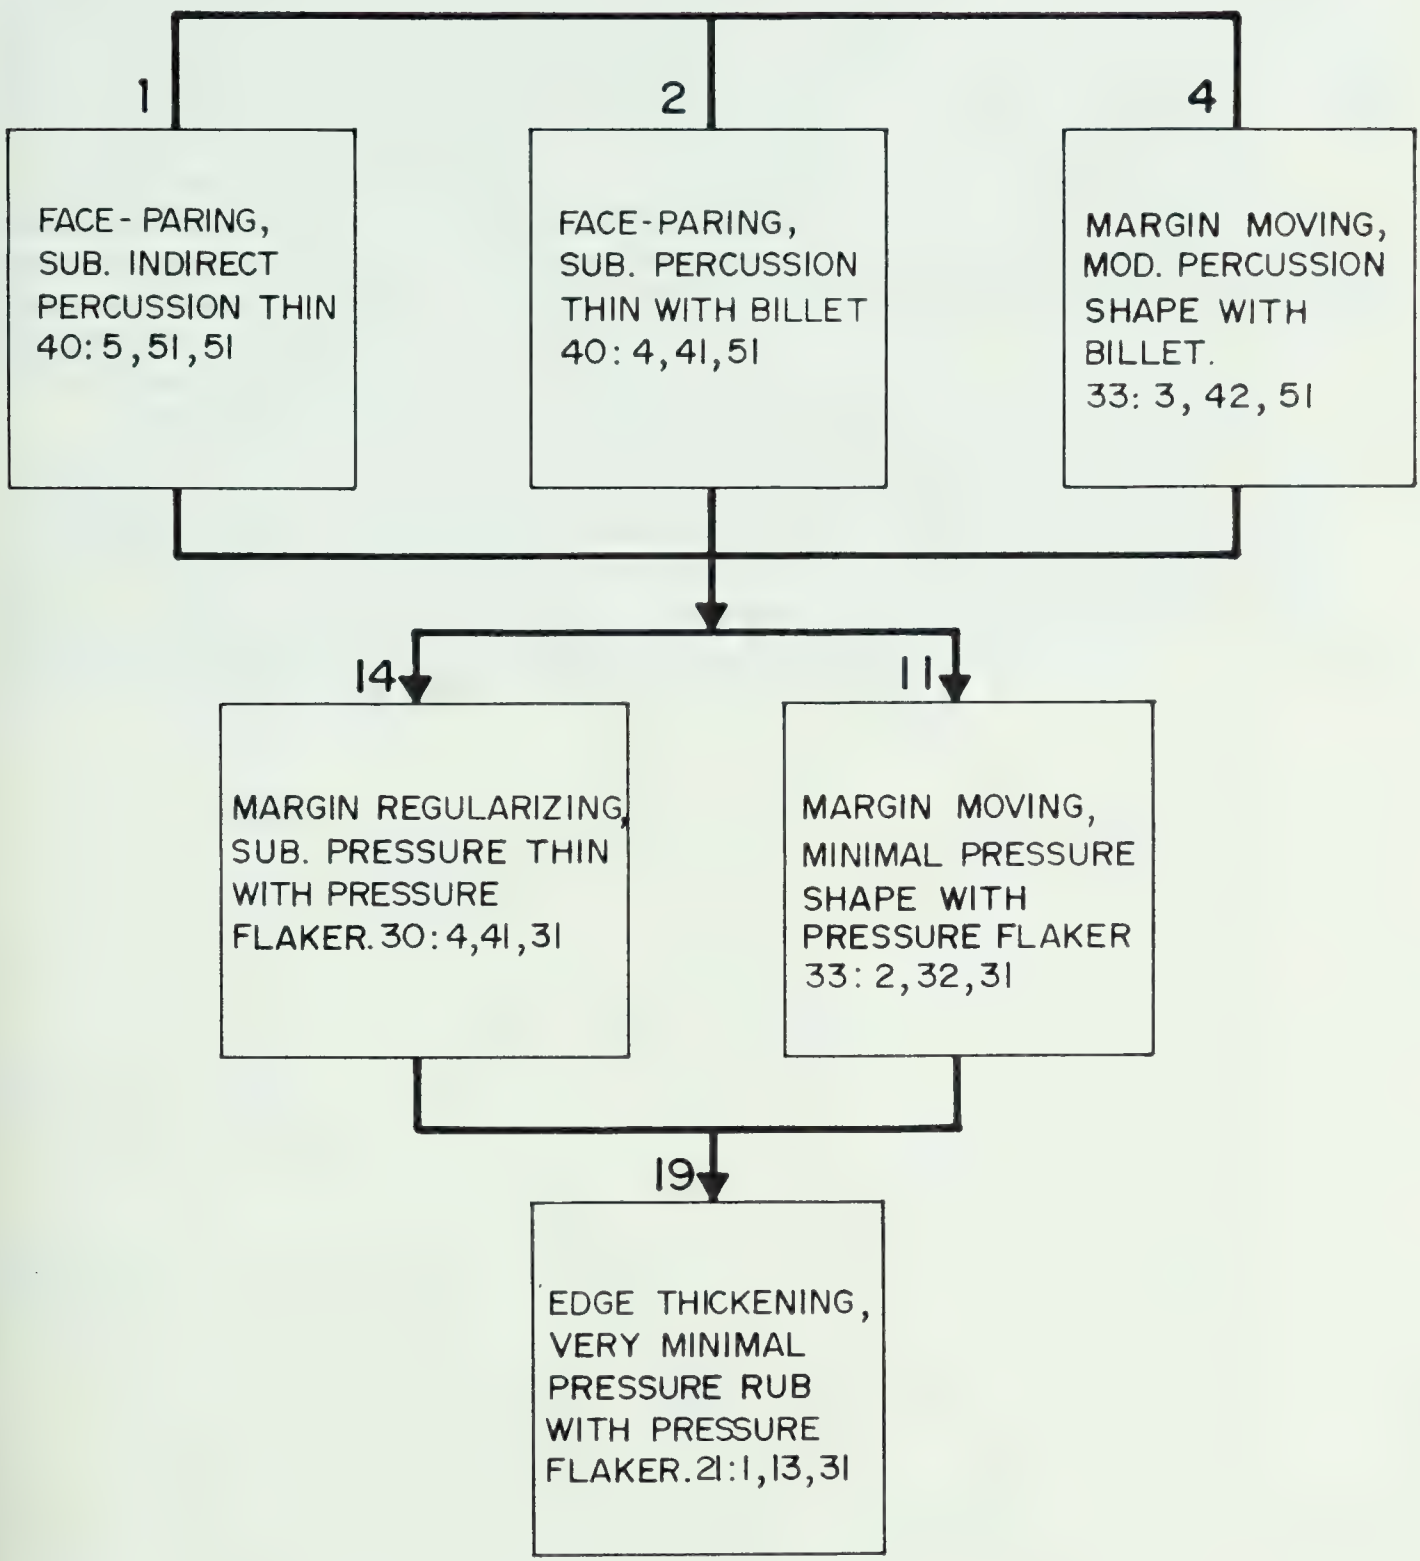 1
FACE-PARING,
SUB. INDIRECT
PERCUSSION THIN
40:5,51,51
2
FACE-PARING,
SUB. PERCUSSION
THIN WITH BILLET
40:4,41,51
4
MARGIN MOVING,
MOD. PERCUSSION
SHAPE WITH
BILLET.
33:3, 42, 51
14
MARGIN REGULARIZING,
SUB. PRESSURE THIN
WITH PRESSURE
FLAKER. 30:4,41,31
11
MARGIN MOVING,
MINIMAL PRESSURE
SHAPE WITH
PRESSURE FLAKER
33:2,32,31
19
EDGE THICKENING,
VERY MINIMAL
PRESSURE RUB
WITH PRESSURE
FLAKER. 21:1,13,31